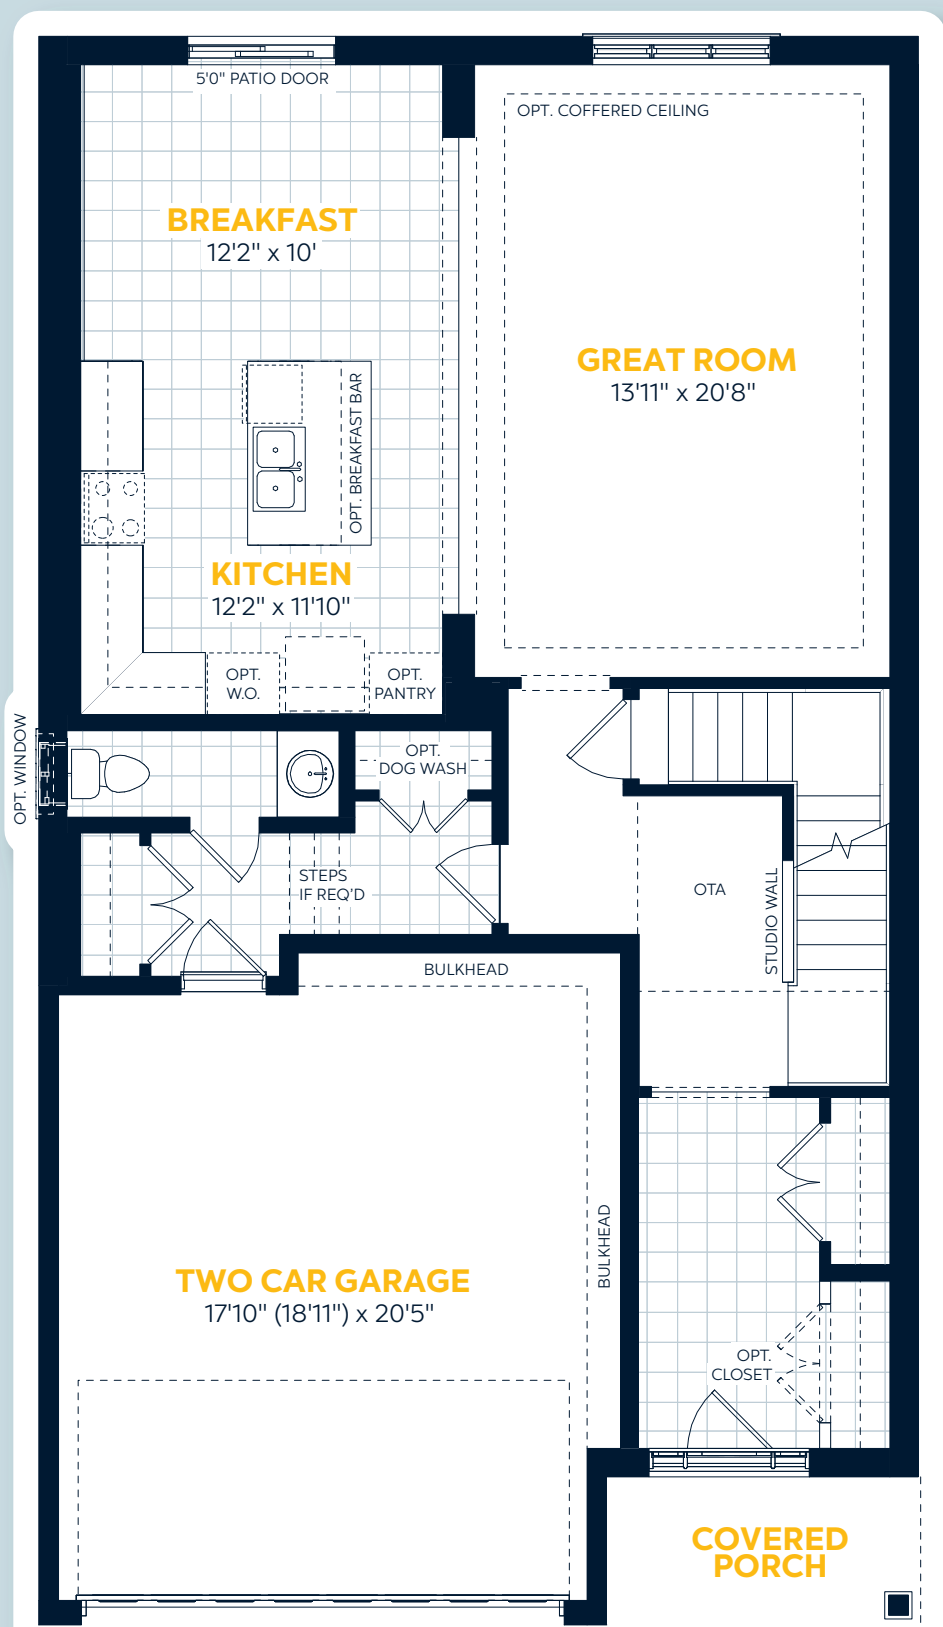 5'0" PATIO DOOR
OPT. COFFERED CEILING
BREAKFAST
12'2" x 10'
GREAT ROOM
13'11" x 20'8"
OPT. BREAKFAST BAR
KITCHEN
12'2" x 11'10"
OPT.
W.O.
OPT.
PANTRY
OPT. WINDOW
OPT.
DOG WASH
STEPS
IF REQ'D
OTA
STUDIO WALL
BULKHEAD
BULKHEAD
TWO CAR GARAGE
17'10" (18'11") x 20'5"
OPT.
CLOSET
COVERED
PORCH